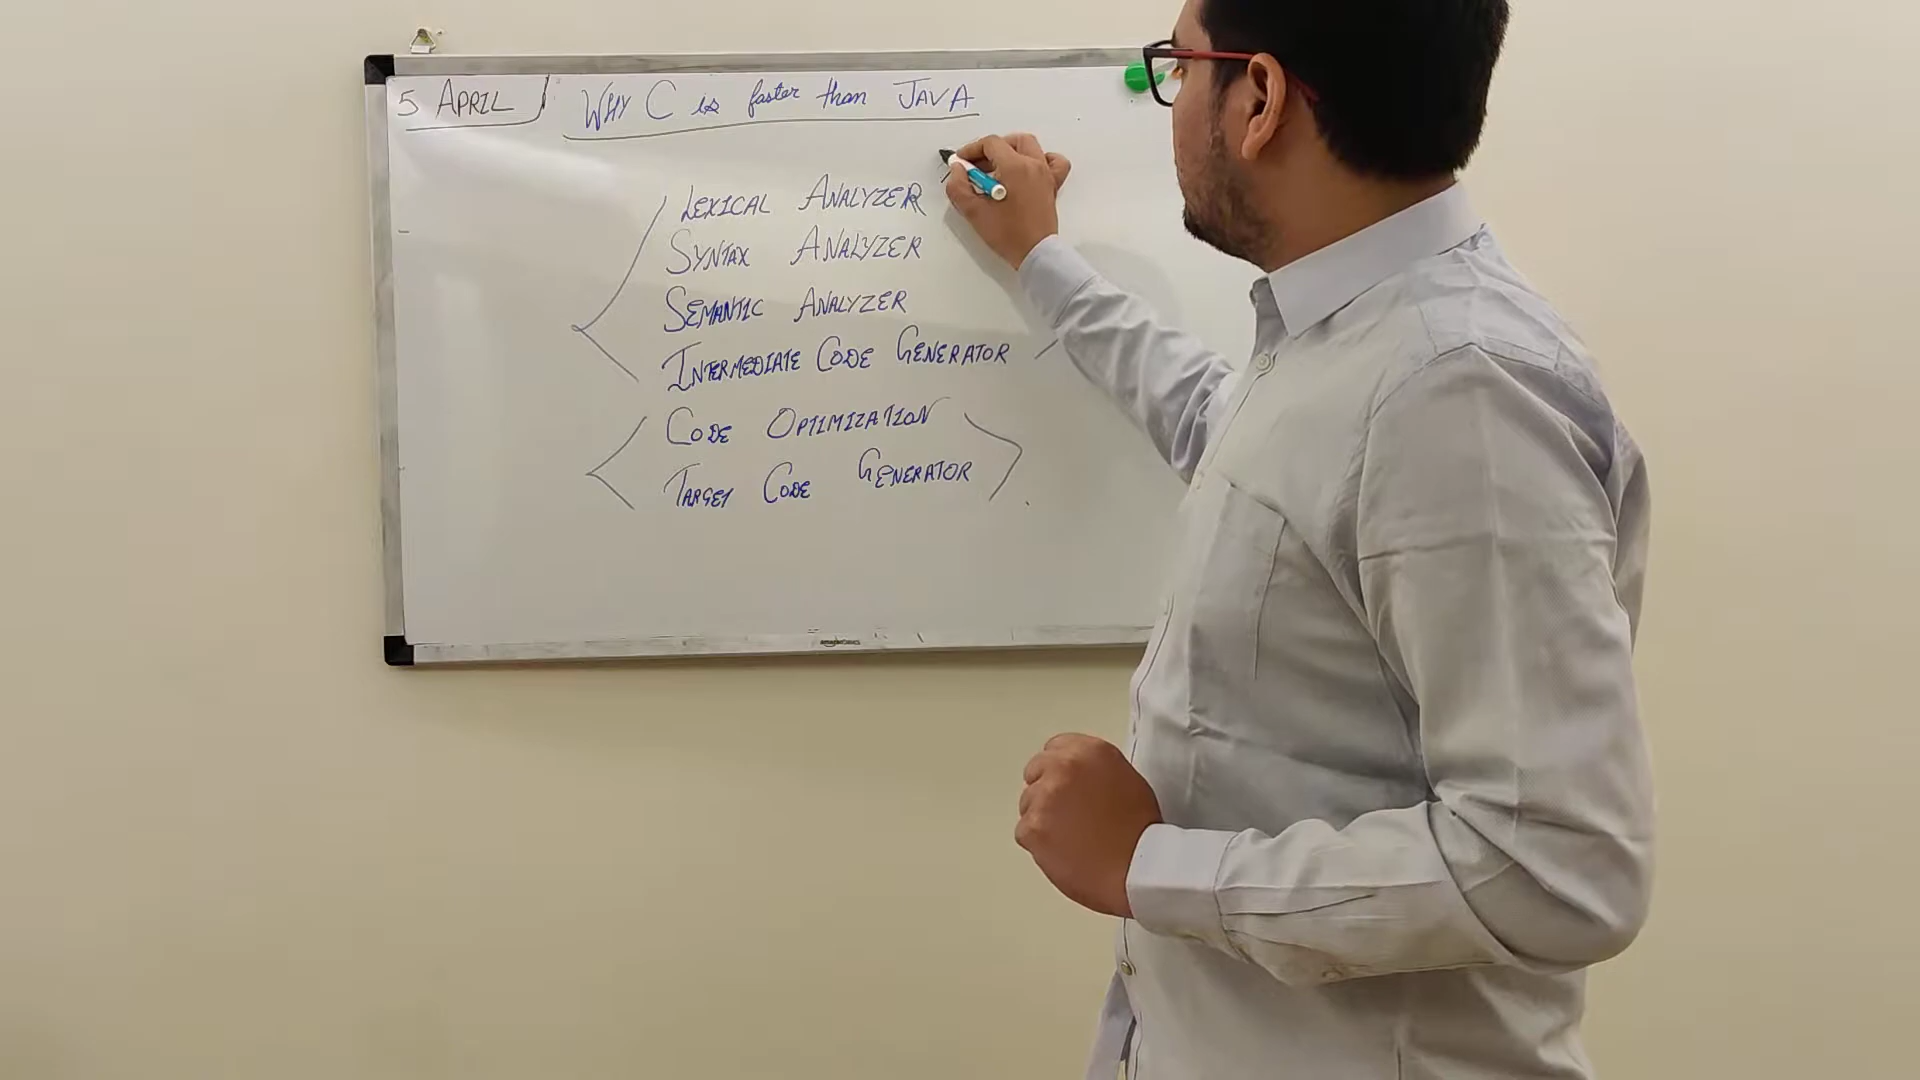 5 APRIL
WHY C is faster than JAVA
LEXICAL ANALYZER
SYNTAX ANALYZER
SEMANTIC ANALYZER
INTERMEDIATE CODE GENERATOR
CODE OPTIMIZATION
TARGET CODE GENERATOR